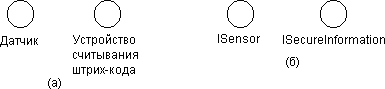 Датчик
Устройство
считывания
штрих-кода
(а)
ISensor
ISecureInformation
(б)